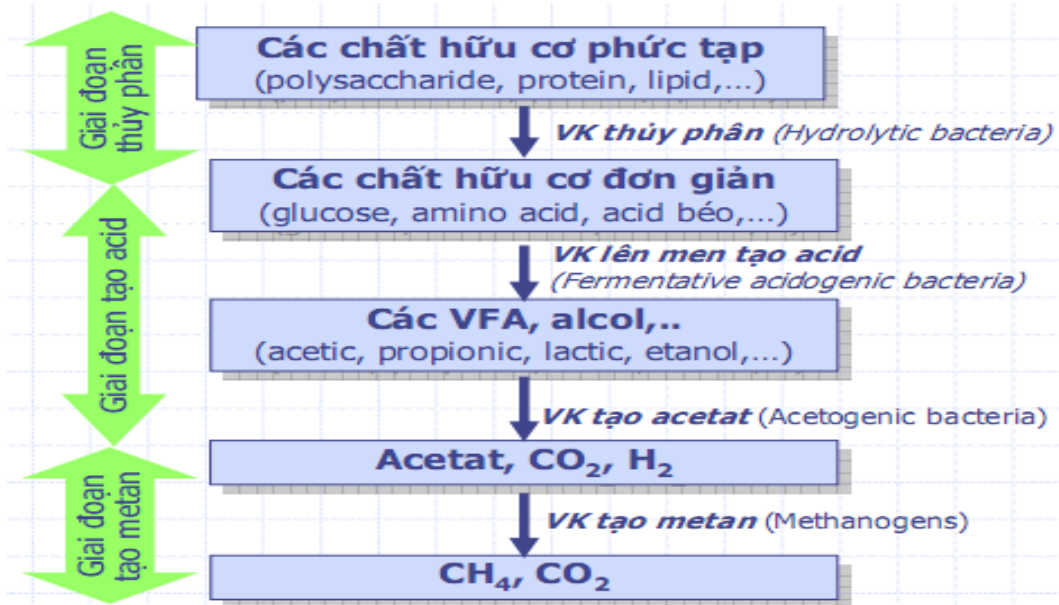 Giai đoạn
thủy phân
Các chất hữu cơ phức tạp
(polysaccharide, protein, lipid,...)
VK thủy phân (Hydrolytic bacteria)
Các chất hữu cơ đơn giản
(glucose, amino acid, acid béo,...)
Giai đoạn tạo acid
VK lên men tạo acid
(Fermentative acidogenic bacteria)
Các VFA, alcol,..
(acetic, propionic, lactic, etanol,...)
VK tạo acetat (Acetogenic bacteria)
Acetat, CO₂, H₂
Giai đoạn
tạo metan
VK tạo metan (Methanogens)
CH₄, CO₂